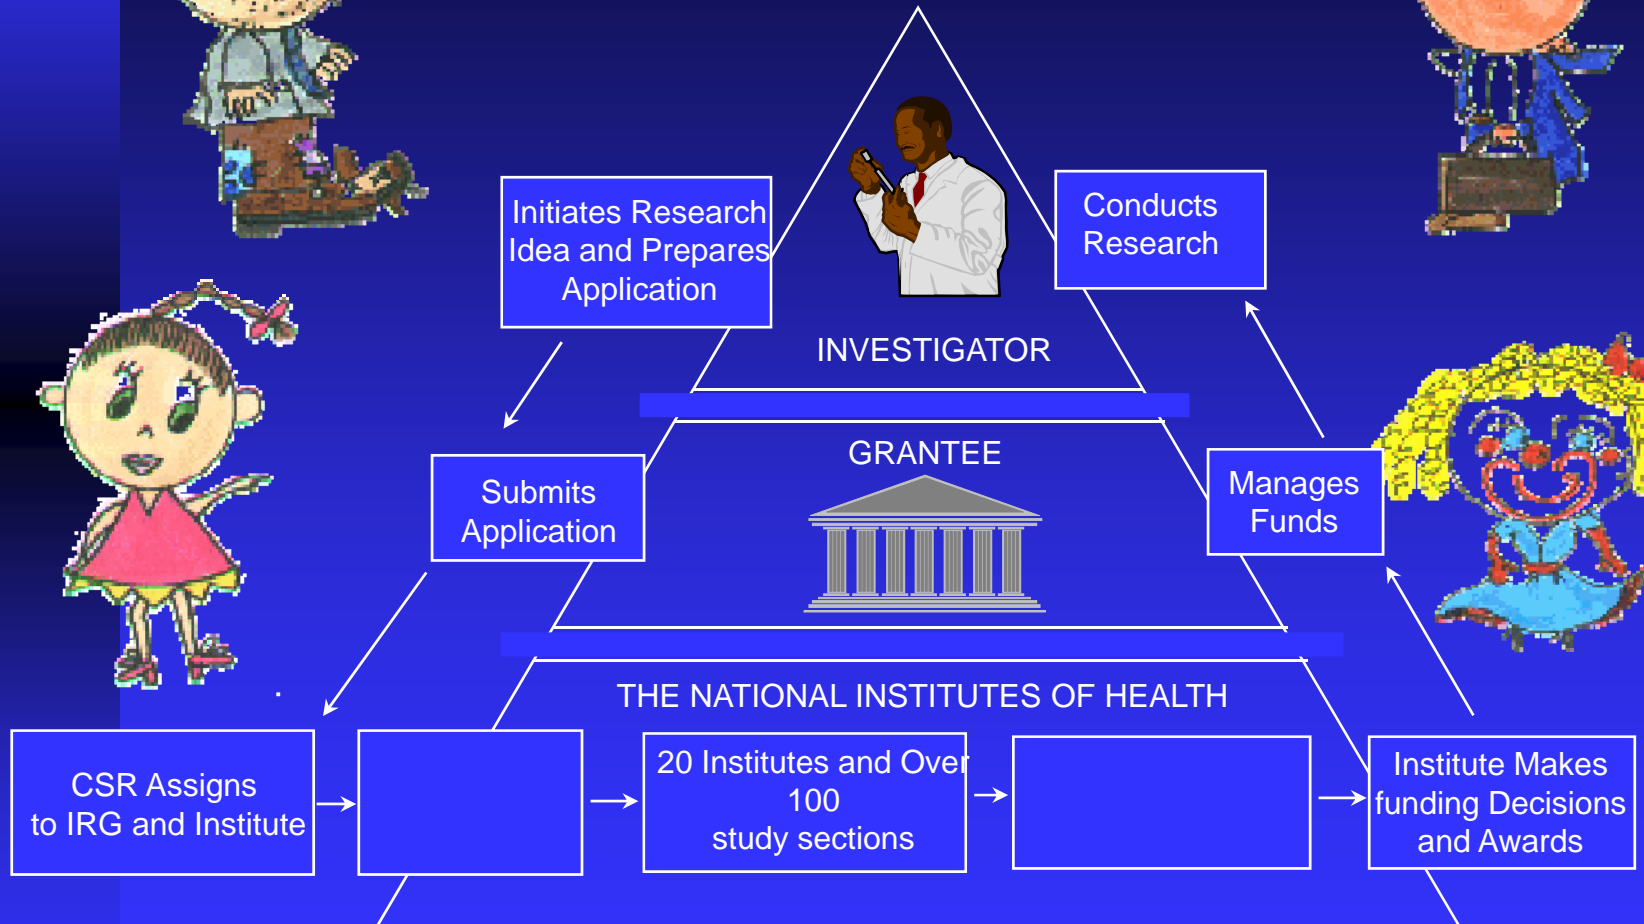 Initiates Research
Idea and Prepares
Application
Conducts
Research
INVESTIGATOR
GRANTEE
Submits
Application
Manages
Funds
THE NATIONAL INSTITUTES OF HEALTH
CSR Assigns
to IRG and Institute
20 Institutes and Over
100
study sections
Institute Makes
funding Decisions
and Awards